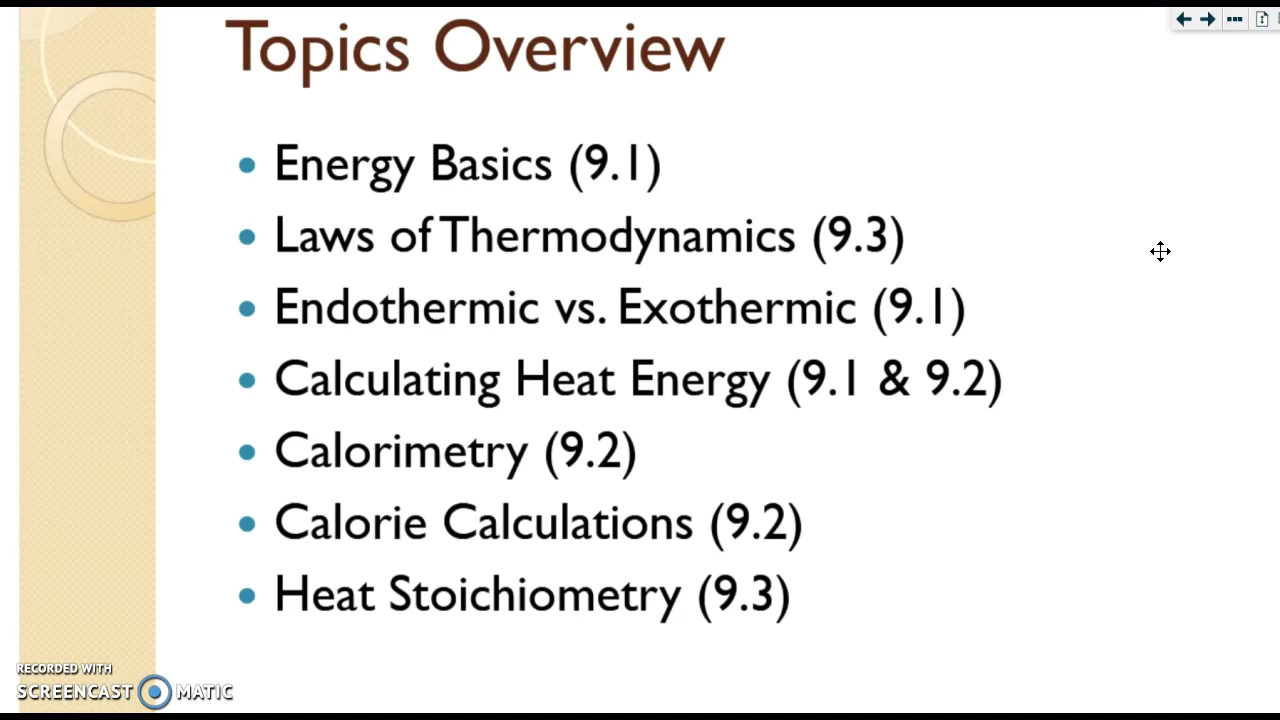 Topics Overview
• Energy Basics (9.1)
• Laws of Thermodynamics (9.3)
• Endothermic vs. Exothermic (9.1)
• Calculating Heat Energy (9.1 & 9.2)
• Calorimetry (9.2)
• Calorie Calculations (9.2)
• Heat Stoichiometry (9.3)
RECORDED WITH
SCREENCAST MATIC